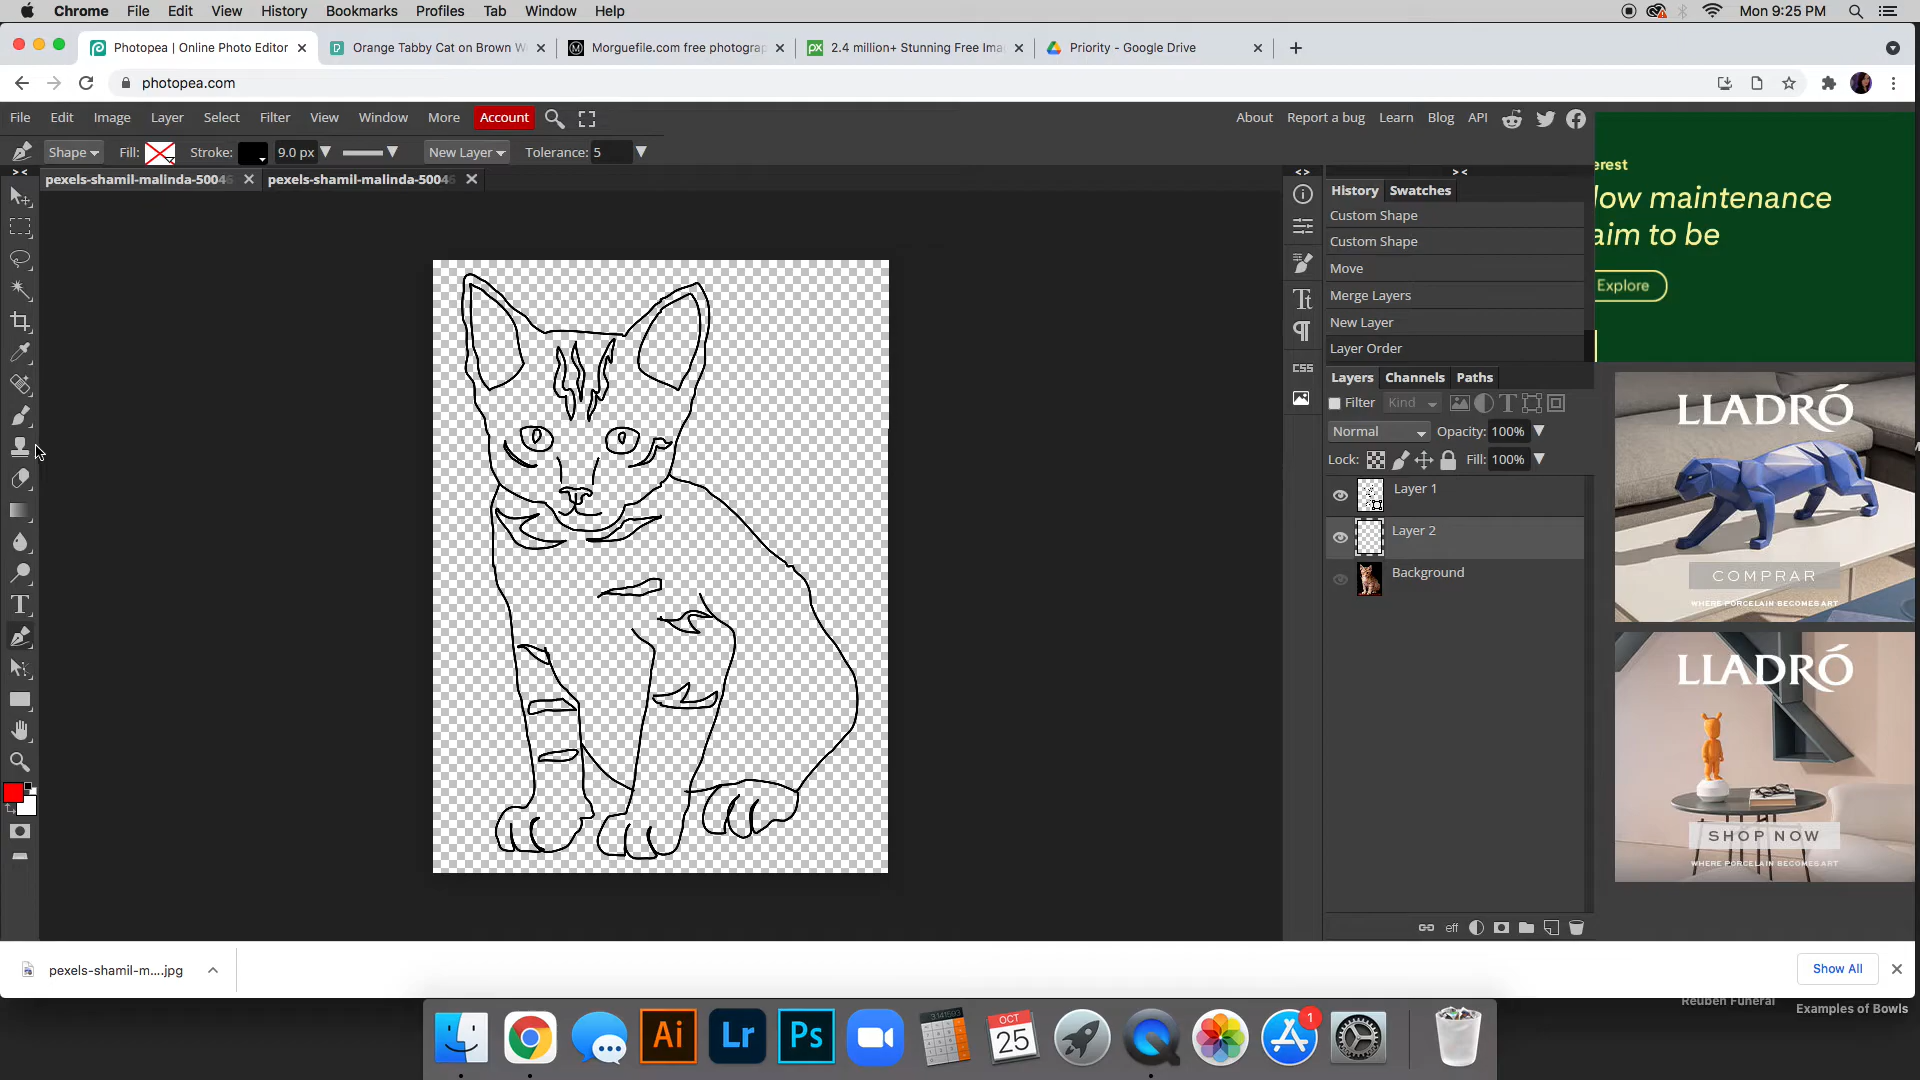 Chrome File Edit View History Bookmarks Profiles Tab Window Help Mon 9:25 PM
Photopea | Online Photo Editor Orange Tabby Cat on Brown W Morguefile.com free photograp 2.4 million+ Stunning Free Ima Priority - Google Drive
photopea.com
File Edit Image Layer Select Filter View Window More Account About Report a bug Learn Blog API
Shape Fill: Stroke: 9.0 px New Layer Tolerance: 5
pexels-shamil-malinda-50046 pexels-shamil-malinda-50046
History Swatches
Custom Shape
Custom Shape
Move
Merge Layers
New Layer
Layer Order
CSS
Layers Channels Paths
Filter Kind
Normal Opacity: 100%
Lock: Fill: 100%
Layer 1
Layer 2
Background
eff
erest
low maintenance
aim to be
Explore
LLADRÓ
COMPRAR
WHERE PORCELAIN BECOMES ART
LLADRÓ
SHOP NOW
WHERE PORCELAIN BECOMES ART
pexels-shamil-m....jpg Show All
Reuben Funeral
Examples of Bowls
Ai Lr Ps OCT
25
1